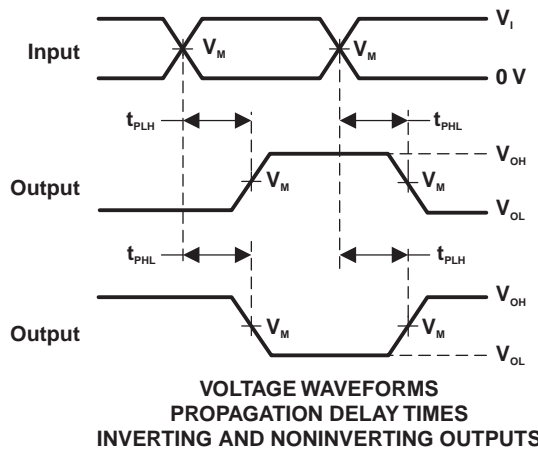 Input
V_M
V_M
V_I
0 V
t_PLH
t_PHL
Output
V_M
V_M
V_OH
V_OL
t_PHL
t_PLH
Output
V_M
V_M
V_OH
V_OL
VOLTAGE WAVEFORMS
PROPAGATION DELAY TIMES
INVERTING AND NONINVERTING OUTPUTS